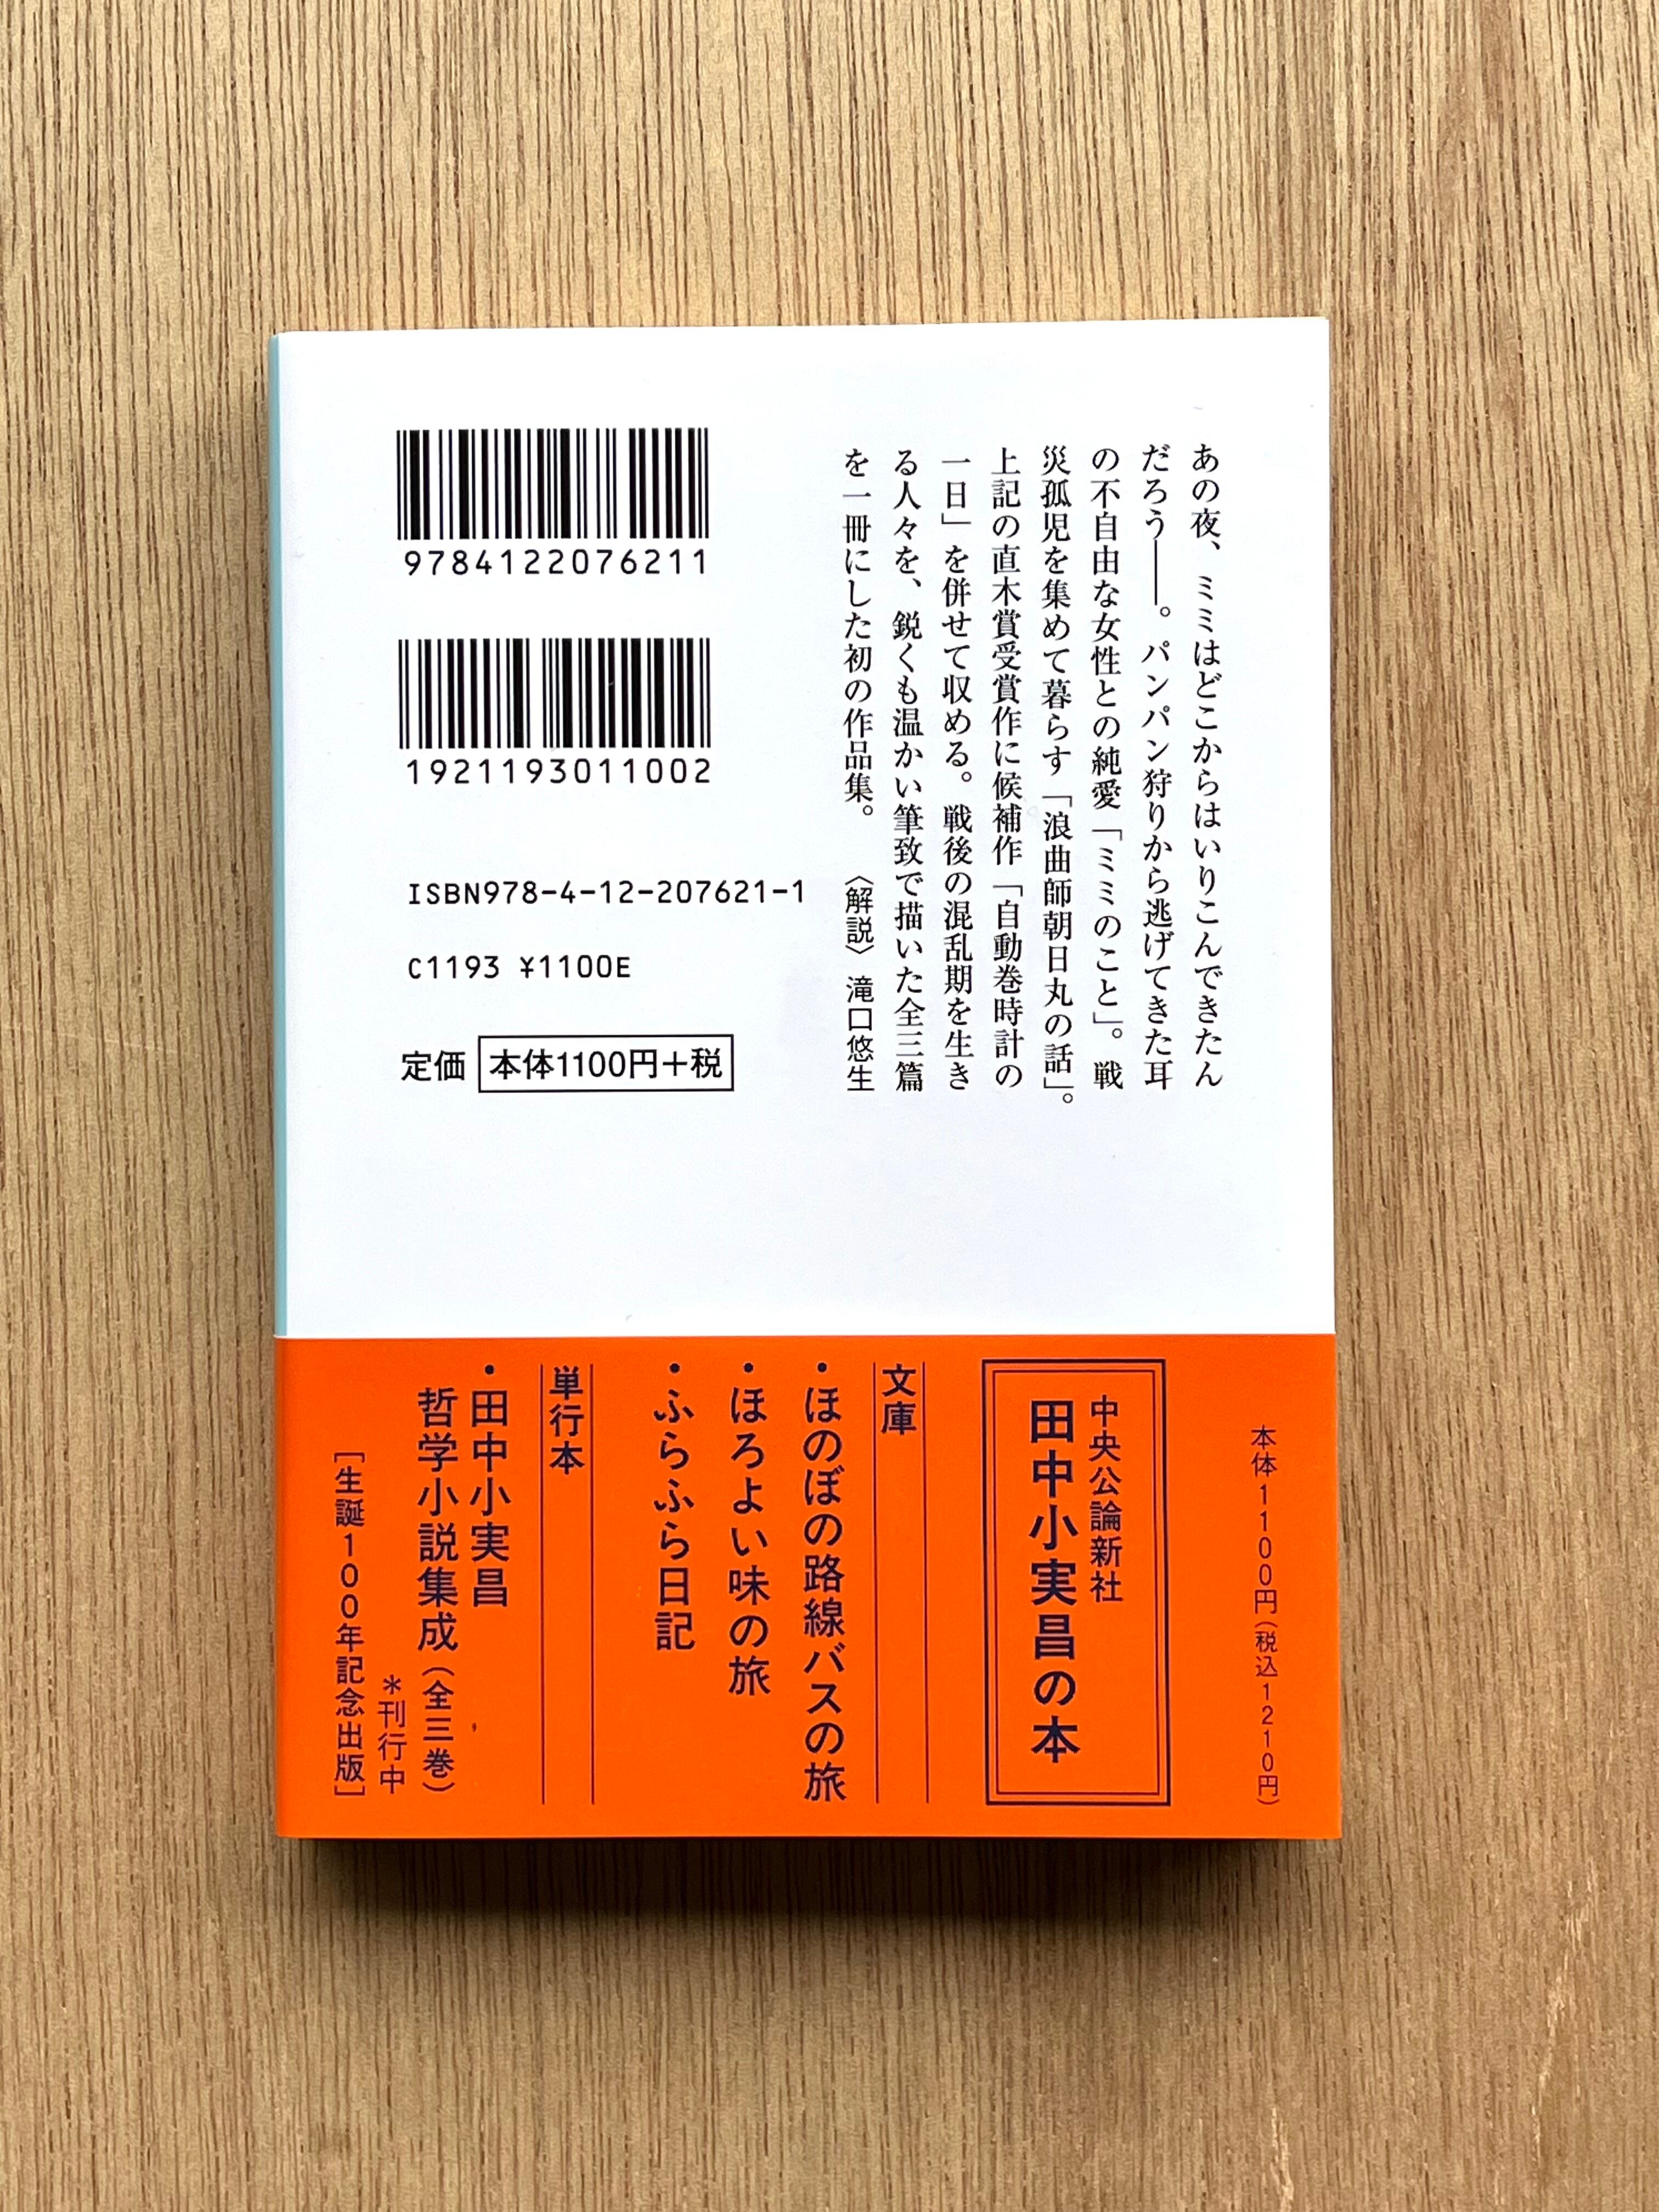 あの夜、ミミはどこからはいりこんできたん
だろう――。パンパン狩りから逃げてきた耳
の不自由な女性との純愛「ミミのこと」。戦
災孤児を集めて暮らす「浪曲師朝日丸の話」。
上記の直木賞受賞作に候補作「自動巻時計の
一日」を併せて収める。戦後の混乱期を生き
る人々を、鋭くも温かい筆致で描いた全三篇
を一冊にした初の作品集。 〈解説〉滝口悠生
9784122076211
1921193011002
ISBN978-4-12-207621-1
C1193 ¥1100E
定価 本体1100円+税
本体1100円(税込1210円)
中央公論新社
田中小実昌の本
文庫
・ほのぼの路線バスの旅
・ほろよい味の旅
・ふらふら日記
単行本
・田中小実昌
哲学小説集成(全三巻)
＊刊行中
[生誕100年記念出版]